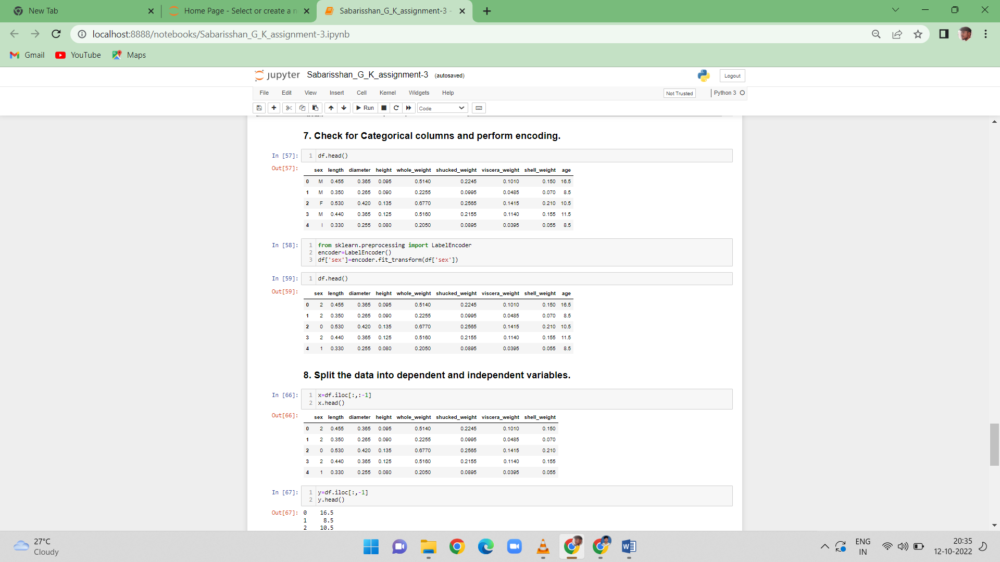 New Tab
Home Page - Select or create a n
Sabarisshan_G_K_assignment-3 -
localhost:8888/notebooks/Sabarisshan_G_K_assignment-3.ipynb
Gmail YouTube Maps
jupyter Sabarisshan_G_K_assignment-3 (autosaved)
Logout
File Edit View Insert Cell Kernel Widgets Help
Not Trusted Python 3
Run Code
7. Check for Categorical columns and perform encoding.
In [57]: 1 df.head()
Out[57]:
sex length diameter height whole_weight shucked_weight viscera_weight shell_weight age
0 M 0.455 0.365 0.095 0.5140 0.2245 0.1010 0.150 16.5
1 M 0.350 0.265 0.090 0.2255 0.0995 0.0485 0.070 8.5
2 F 0.530 0.420 0.135 0.6770 0.2565 0.1415 0.210 10.5
3 M 0.440 0.365 0.125 0.5160 0.2155 0.1140 0.155 11.5
4 I 0.330 0.255 0.080 0.2050 0.0895 0.0395 0.055 8.5
In [58]: 1 from sklearn.preprocessing import LabelEncoder
2 encoder=LabelEncoder()
3 df['sex']=encoder.fit_transform(df['sex'])
In [59]: 1 df.head()
Out[59]:
sex length diameter height whole_weight shucked_weight viscera_weight shell_weight age
0 2 0.455 0.365 0.095 0.5140 0.2245 0.1010 0.150 16.5
1 2 0.350 0.265 0.090 0.2255 0.0995 0.0485 0.070 8.5
2 0 0.530 0.420 0.135 0.6770 0.2565 0.1415 0.210 10.5
3 2 0.440 0.365 0.125 0.5160 0.2155 0.1140 0.155 11.5
4 1 0.330 0.255 0.080 0.2050 0.0895 0.0395 0.055 8.5
8. Split the data into dependent and independent variables.
In [66]: 1 x=df.iloc[:,:-1]
2 x.head()
Out[66]:
sex length diameter height whole_weight shucked_weight viscera_weight shell_weight
0 2 0.455 0.365 0.095 0.5140 0.2245 0.1010 0.150
1 2 0.350 0.265 0.090 0.2255 0.0995 0.0485 0.070
2 0 0.530 0.420 0.135 0.6770 0.2565 0.1415 0.210
3 2 0.440 0.365 0.125 0.5160 0.2155 0.1140 0.155
4 1 0.330 0.255 0.080 0.2050 0.0895 0.0395 0.055
In [67]: 1 y=df.iloc[:,-1]
2 y.head()
Out[67]: 0 16.5
1 8.5
2 10.5
27°C
Cloudy
ENG
IN
20:35
12-10-2022